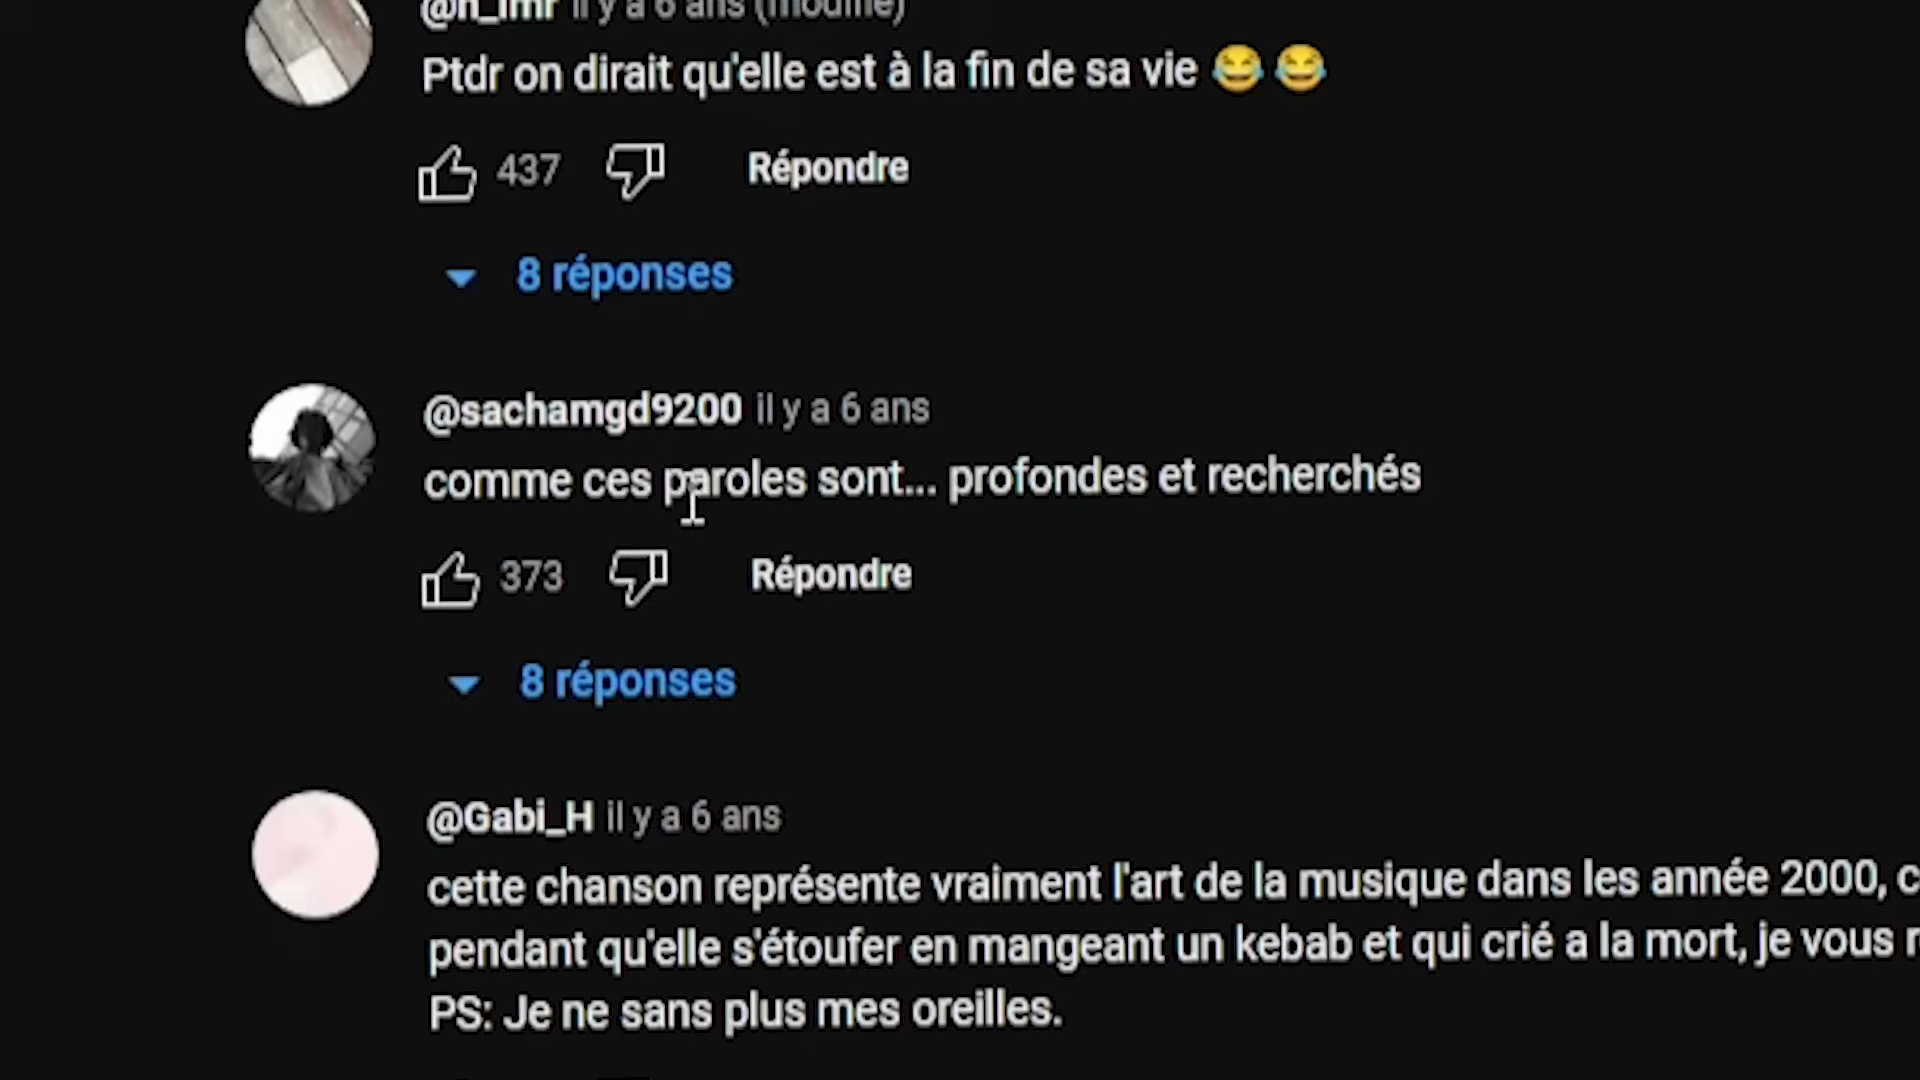 il y a 6 ans (modifié)
Ptdr on dirait qu'elle est à la fin de sa vie 😂 😂
437 Répondre
8 réponses
@sachamgd9200 il y a 6 ans
comme ces paroles sont... profondes et recherchés
373 Répondre
8 réponses
@Gabi_H il y a 6 ans
cette chanson représente vraiment l'art de la musique dans les année 2000,
pendant qu'elle s'étoufer en mangeant un kebab et qui crié a la mort, je vous
PS: Je ne sans plus mes oreilles.